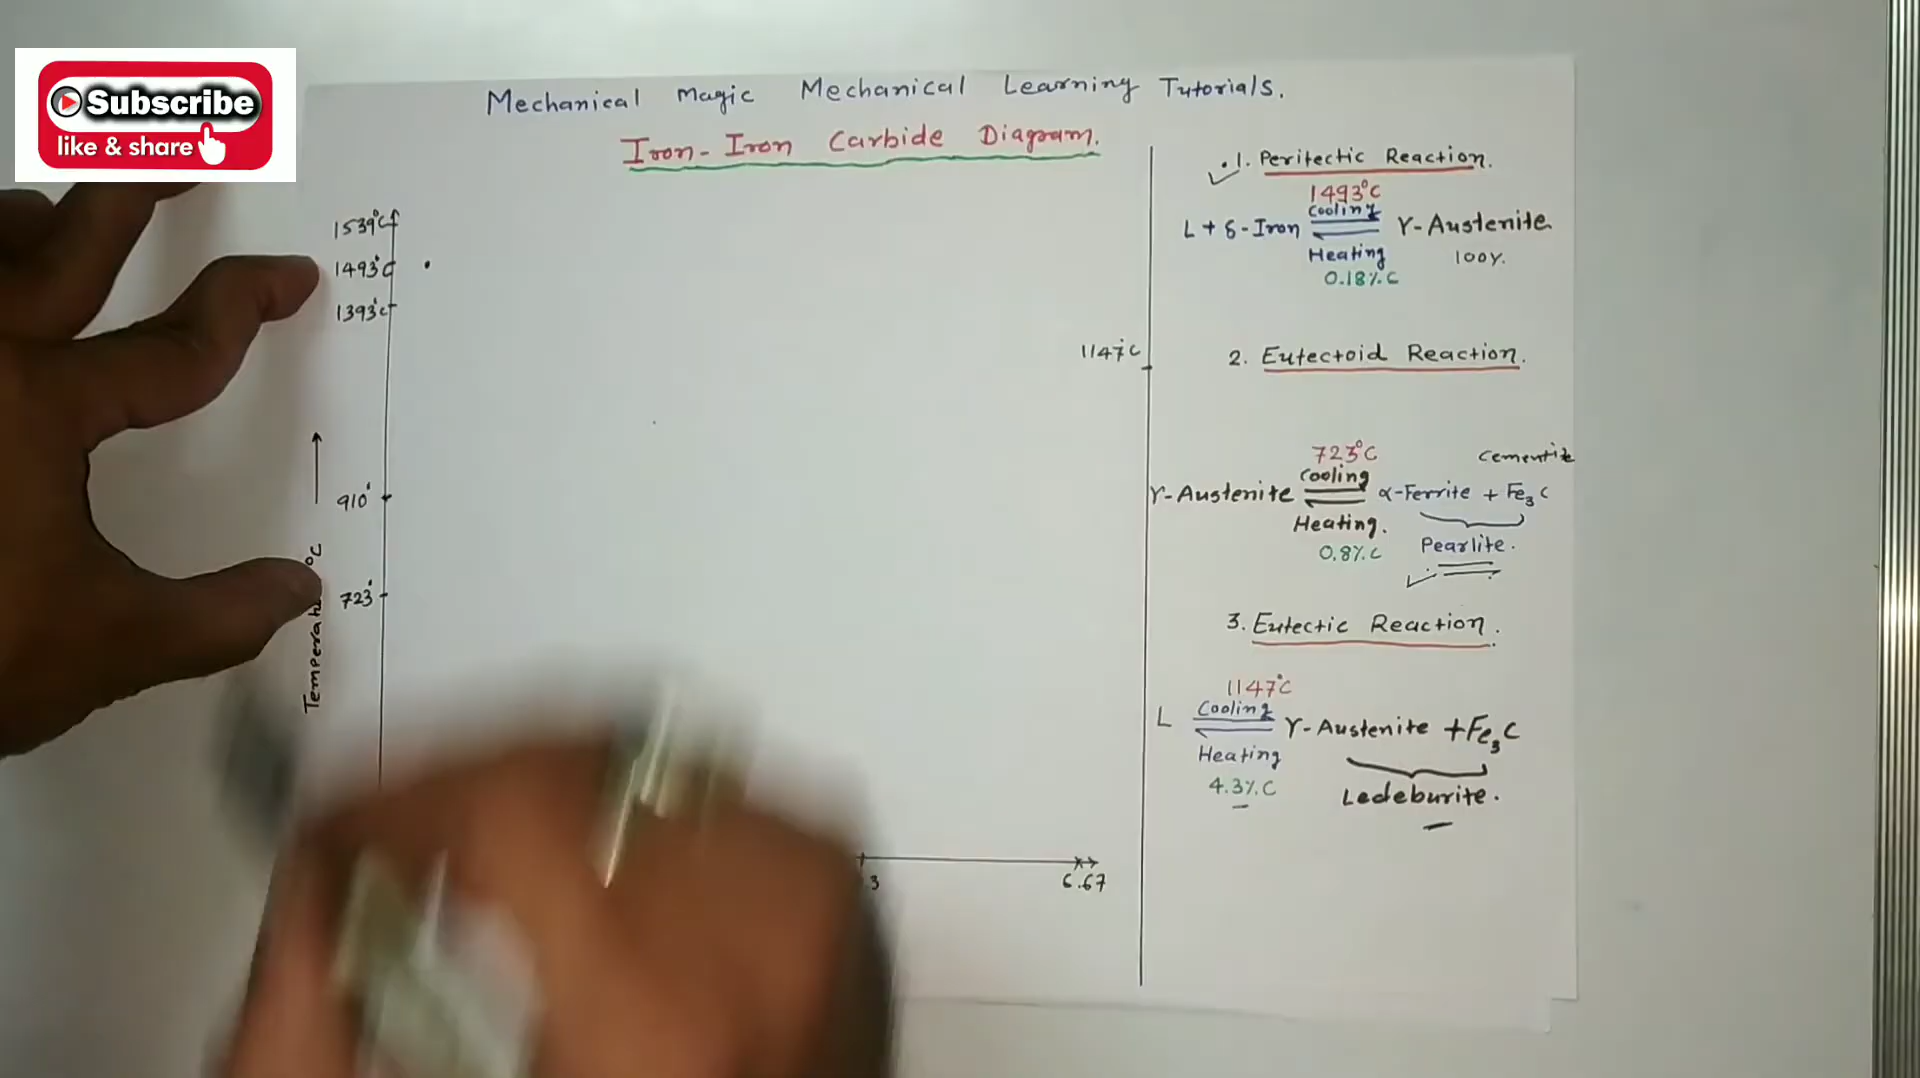 Subscribe
like & share
Mechanical Magic Mechanical Learning Tutorials.
Iron-Iron Carbide Diagram.
1539°C
1493°C
1393°C
910°
723°
1147°C
.3
6.67
1. Peritectic Reaction.
1493°C
Cooling
L + δ-Iron ⇌ γ-Austenite
Heating
100%
0.18%C
2. Eutectoid Reaction.
723°C
Cementite
Cooling
γ-Austenite ⇌ α-Ferrite + Fe₃C
Heating.
0.8%C
Pearlite.
3. Eutectic Reaction.
1147°C
Cooling
L ⇌ γ-Austenite + Fe₃C
Heating
4.3%C
Ledeburite.